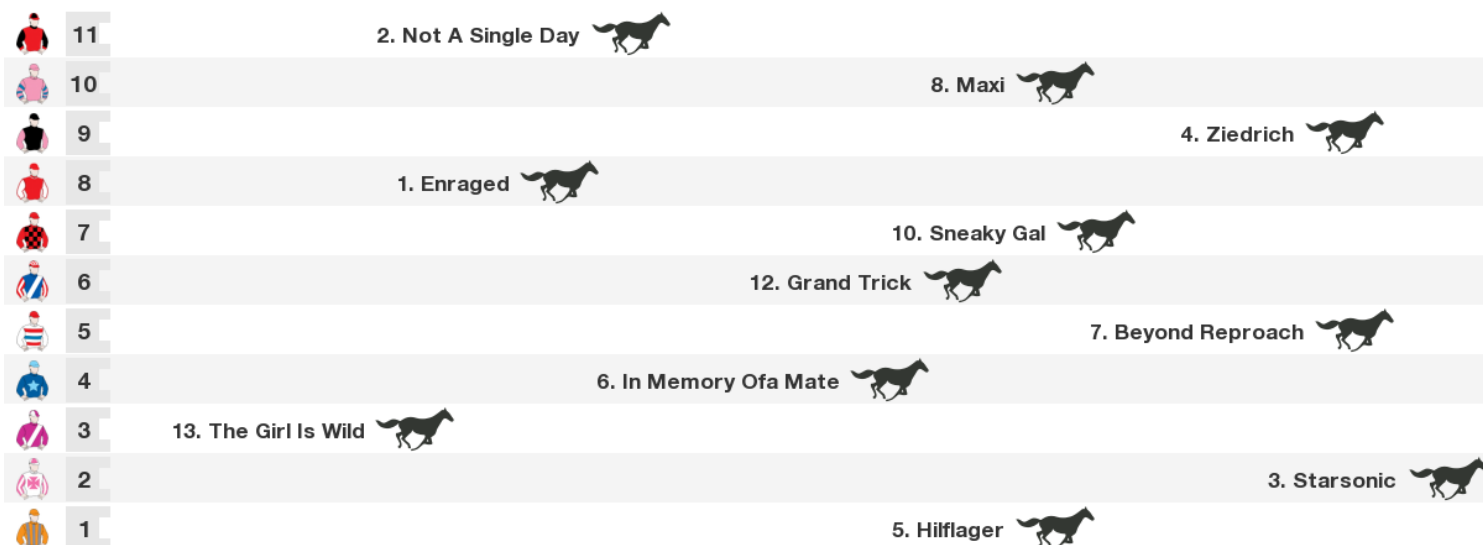 11 2. Not A Single Day
10 8. Maxi
9 4. Ziedrich
8 1. Enraged
7 10. Sneaky Gal
6 12. Grand Trick
5 7. Beyond Reproach
4 6. In Memory Ofa Mate
3 13. The Girl Is Wild
2 3. Starsonic
1 5. Hilflager